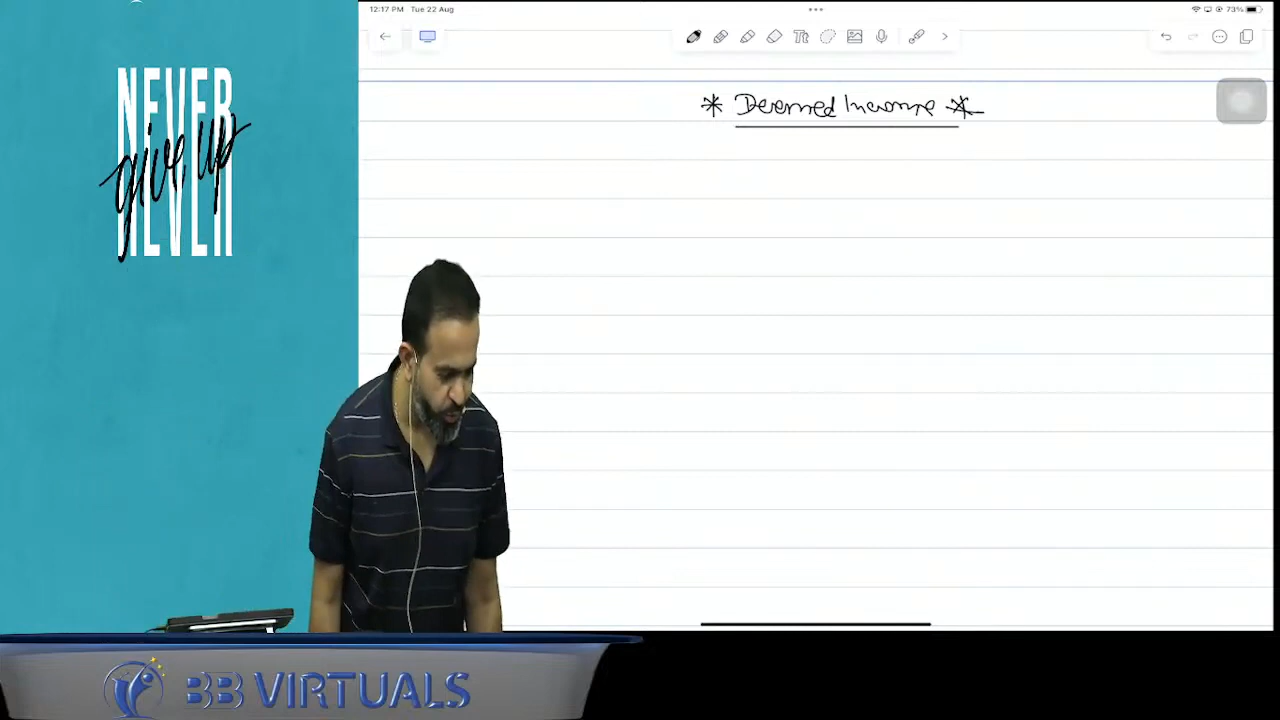 12:17 PM Tue 22 Aug
73%
NEVER
give up
NEVER
* Deemed Income *
BB VIRTUALS